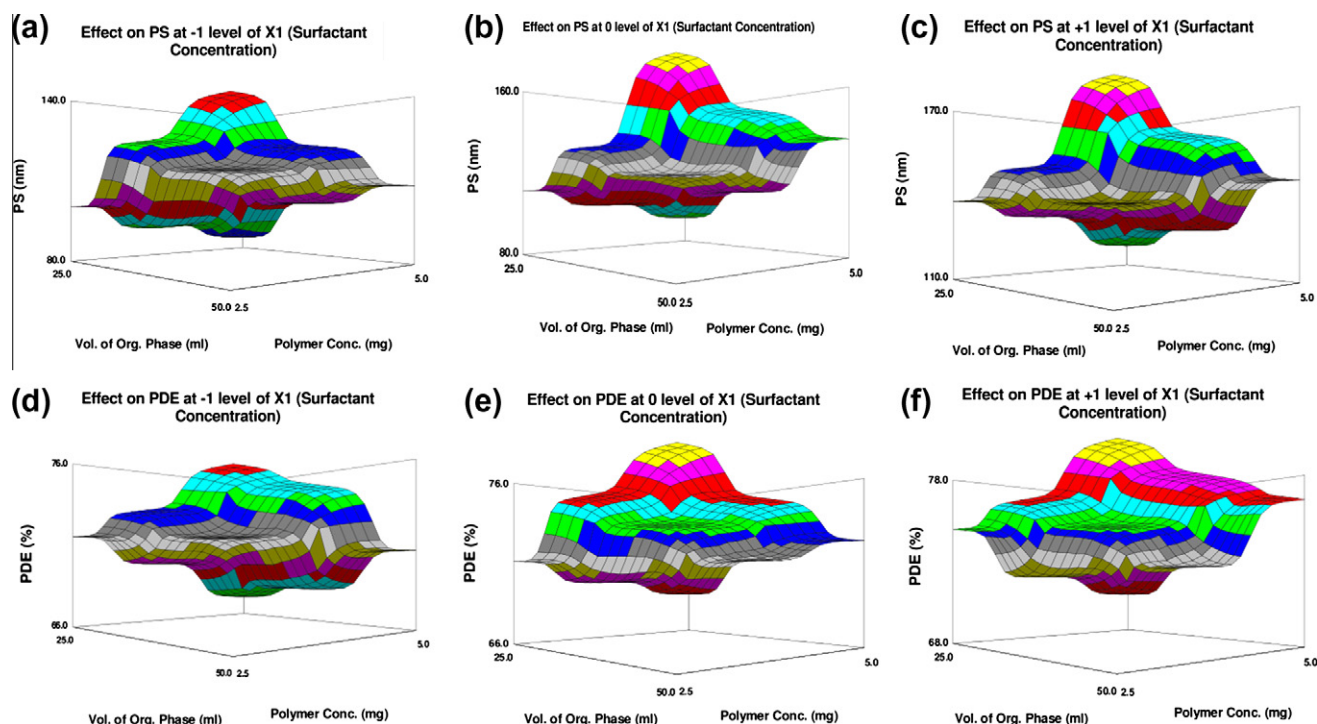 (a)
Effect on PS at -1 level of X1 (Surfactant
Concentration)
140.0
PS (nm)
80.0
25.0
50.0 2.5
5.0
Vol. of Org. Phase (ml)
Polymer Conc. (mg)
(b)
Effect on PS at 0 level of X1 (Surfactant Concentration)
160.0
PS (nm)
80.0
25.0
50.0 2.5
5.0
Vol. of Org. Phase (ml)
Polymer Conc. (mg)
(c)
Effect on PS at +1 level of X1 (Surfactant
Concentration)
170.0
PS (nm)
110.0
25.0
50.0 2.5
5.0
Vol. of Org. Phase (ml)
Polymer Conc. (mg)
(d)
Effect on PDE at -1 level of X1 (Surfactant
Concentration)
76.0
PDE (%)
65.0
25.0
50.0 2.5
5.0
Vol. of Org. Phase (ml)
Polymer Conc. (mg)
(e)
Effect on PDE at 0 level of X1 (Surfactant
Concentration)
76.0
PDE (%)
66.0
25.0
50.0 2.5
5.0
Vol. of Org. Phase (ml)
Polymer Conc. (mg)
(f)
Effect on PDE at +1 level of X1 (Surfactant
Concentration)
78.0
PDE (%)
68.0
25.0
50.0 2.5
5.0
Vol. of Org. Phase (ml)
Polymer Conc. (mg)